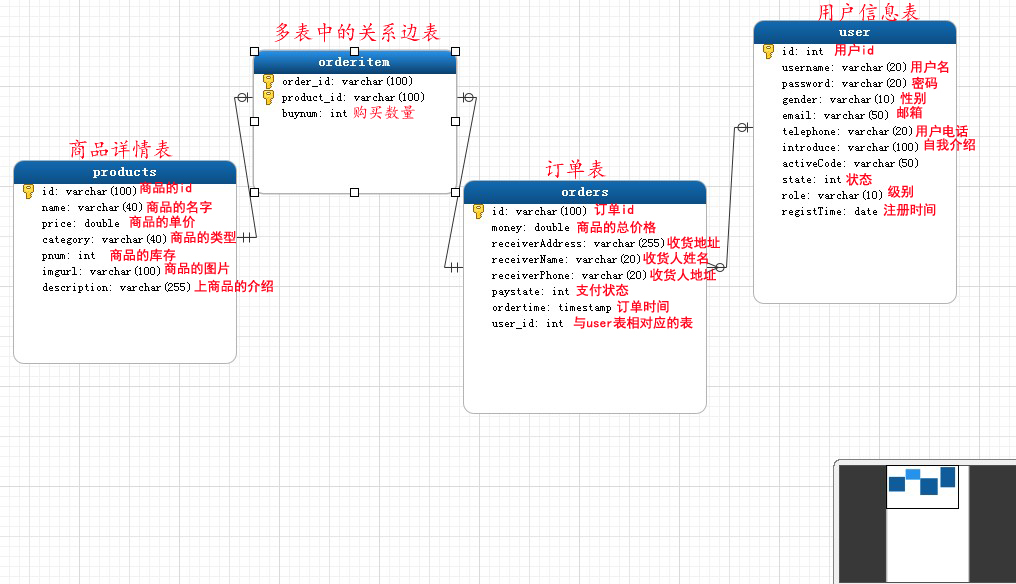 多表中的关系边表
orderitem
order_id: varchar(100)
product_id: varchar(100)
buynum: int 购买数量
商品详情表
products
id: varchar(100) 商品的id
name: varchar(40) 商品的名字
price: double 商品的单价
category: varchar(40) 商品的类型
pnum: int 商品的库存
imgurl: varchar(100) 商品的图片
description: varchar(255) 上商品的介绍
订单表
orders
id: varchar(100) 订单id
money: double 商品的总价格
receiverAddress: varchar(255) 收货地址
receiverName: varchar(20) 收货人姓名
receiverPhone: varchar(20) 收货人地址
paystate: int 支付状态
ordertime: timestamp 订单时间
user_id: int 与user表相对应的表
用户信息表
user
id: int 用户id
username: varchar(20) 用户名
password: varchar(20) 密码
gender: varchar(10) 性别
email: varchar(50) 邮箱
telephone: varchar(20) 用户电话
introduce: varchar(100) 自我介绍
activeCode: varchar(50)
state: int 状态
role: varchar(10) 级别
registTime: date 注册时间